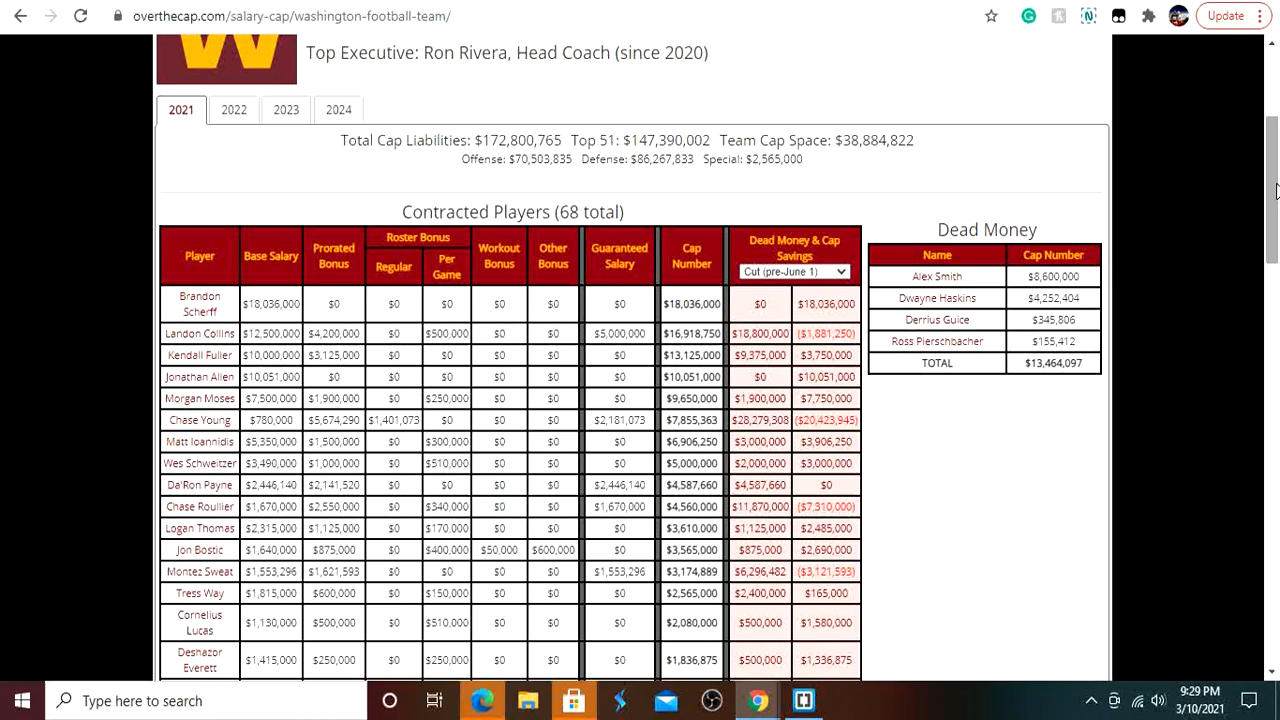 overthecap.com/salary-cap/washington-football-team/
Update
W
Top Executive: Ron Rivera, Head Coach (since 2020)
2021 2022 2023 2024
Total Cap Liabilities: $172,800,765 Top 51: $147,390,002 Team Cap Space: $38,884,822
Offense: $70,503,835 Defense: $86,267,833 Special: $2,565,000
Contracted Players (68 total)
Player Base Salary Prorated Bonus Roster Bonus Regular Per Game Workout Bonus Other Bonus Guaranteed Salary Cap Number Dead Money & Cap Savings
Cut (pre-June 1)
Brandon Scherff $18,036,000 $0 $0 $0 $0 $0 $0 $18,036,000 $0 $18,036,000
Landon Collins $12,500,000 $4,200,000 $0 $500,000 $0 $0 $5,000,000 $16,918,750 $18,800,000 ($1,881,250)
Kendall Fuller $10,000,000 $3,125,000 $0 $0 $0 $0 $0 $13,125,000 $9,375,000 $3,750,000
Jonathan Allen $10,051,000 $0 $0 $0 $0 $0 $0 $10,051,000 $0 $10,051,000
Morgan Moses $7,500,000 $1,900,000 $0 $250,000 $0 $0 $0 $9,650,000 $1,900,000 $7,750,000
Chase Young $780,000 $5,674,290 $1,401,073 $0 $0 $0 $2,181,073 $7,855,363 $28,279,308 ($20,423,945)
Matt Ioannidis $5,350,000 $1,500,000 $0 $300,000 $0 $0 $0 $6,906,250 $3,000,000 $3,906,250
Wes Schweitzer $3,490,000 $1,000,000 $0 $510,000 $0 $0 $0 $5,000,000 $2,000,000 $3,000,000
Da'Ron Payne $2,446,140 $2,141,520 $0 $0 $0 $0 $2,446,140 $4,587,660 $4,587,660 $0
Chase Roullier $1,670,000 $2,550,000 $0 $340,000 $0 $0 $1,670,000 $4,560,000 $11,870,000 ($7,310,000)
Logan Thomas $2,315,000 $1,125,000 $0 $170,000 $0 $0 $0 $3,610,000 $1,125,000 $2,485,000
Jon Bostic $1,640,000 $875,000 $0 $400,000 $50,000 $600,000 $0 $3,565,000 $875,000 $2,690,000
Montez Sweat $1,553,296 $1,621,593 $0 $0 $0 $0 $1,553,296 $3,174,889 $6,296,482 ($3,121,593)
Tress Way $1,815,000 $600,000 $0 $150,000 $0 $0 $0 $2,565,000 $2,400,000 $165,000
Cornelius Lucas $1,130,000 $500,000 $0 $510,000 $0 $0 $0 $2,080,000 $500,000 $1,580,000
Deshazor Everett $1,415,000 $250,000 $0 $250,000 $0 $0 $0 $1,836,875 $500,000 $1,336,875
Dead Money
Name Cap Number
Alex Smith $8,600,000
Dwayne Haskins $4,252,404
Derrius Guice $345,806
Ross Pierschbacher $155,412
TOTAL $13,464,097
Type here to search
9:29 PM
3/10/2021